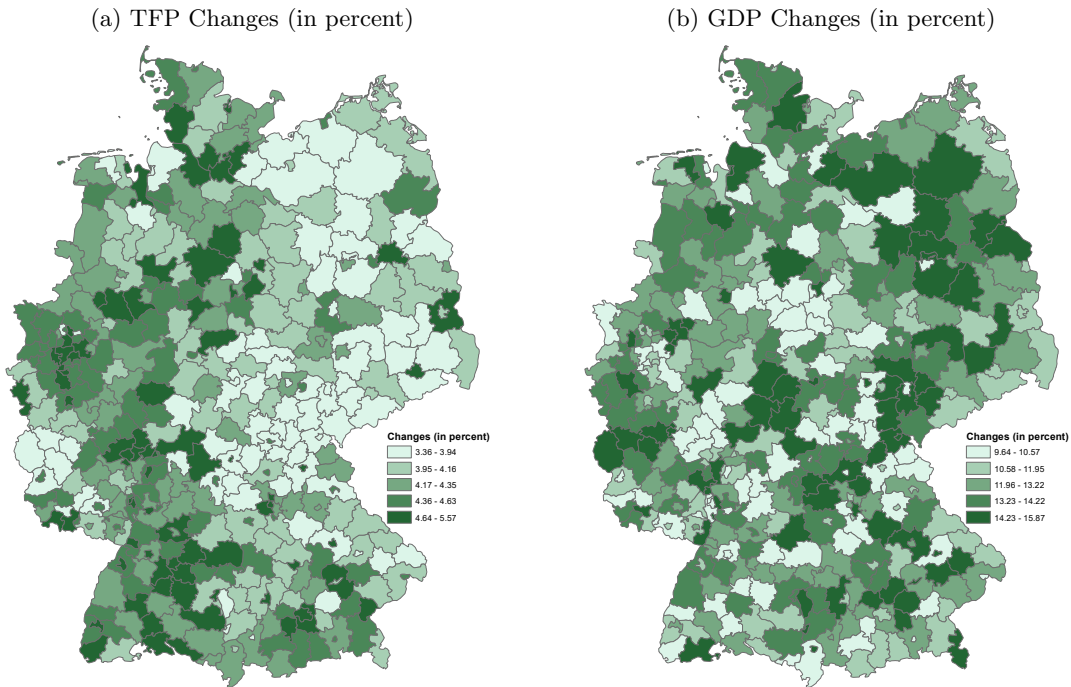 (a) TFP Changes (in percent)
(b) GDP Changes (in percent)
Changes (in percent)
3.36 - 3.94
3.95 - 4.16
4.17 - 4.35
4.36 - 4.63
4.64 - 5.57
Changes (in percent)
9.64 - 10.57
10.58 - 11.95
11.96 - 13.22
13.23 - 14.22
14.23 - 15.87